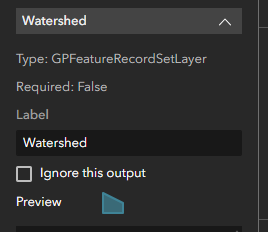 Watershed
Type: GPFeatureRecordSetLayer
Required: False
Label
Watershed
Ignore this output
Preview